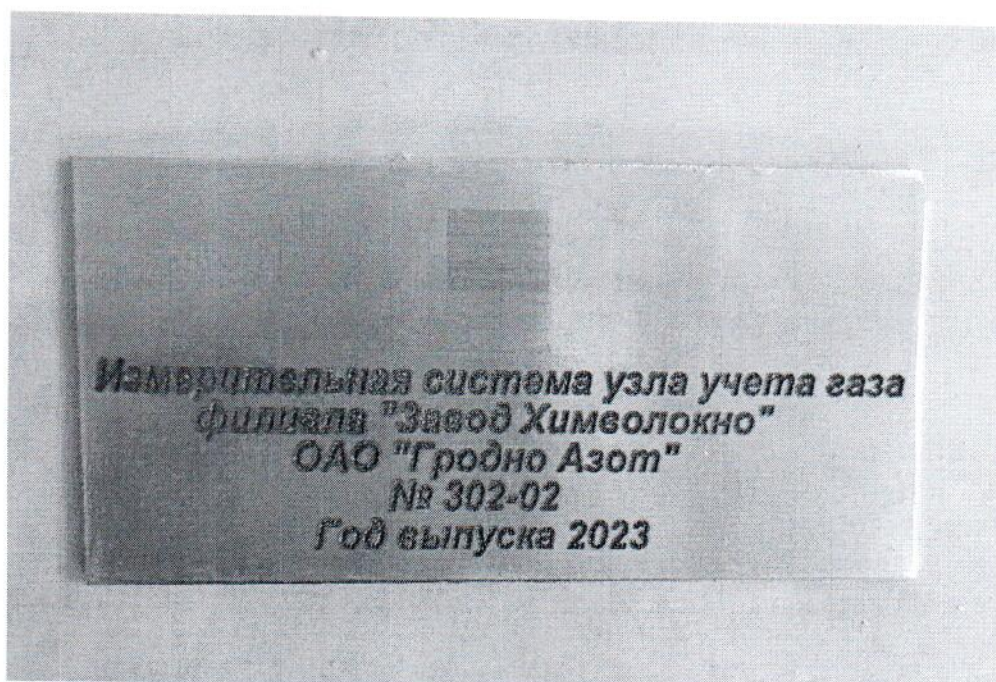 Измерительная система узла учета газа
филиала "Завод Химволокно"
ОАО "Гродно Азот"
№ 302-02
Год выпуска 2023